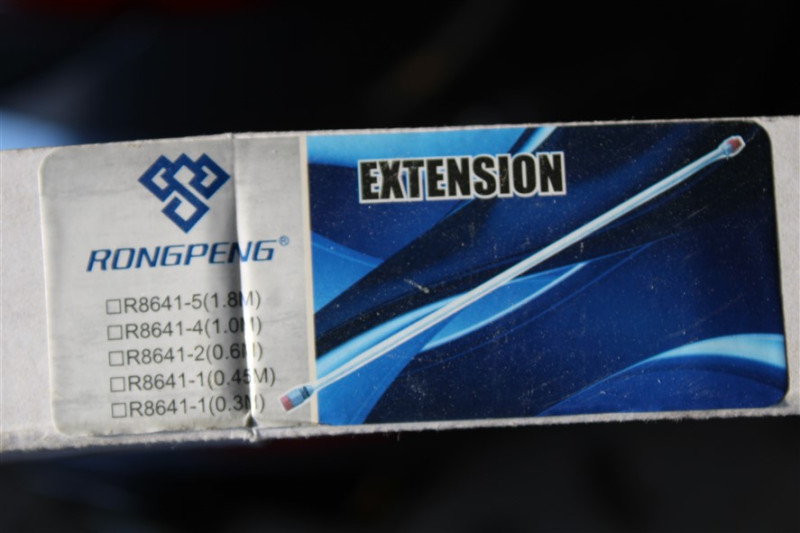 RONGPENG®
□R8641-5(1.8M)
□R8641-4(1.0M)
□R8641-2(0.6M)
□R8641-1(0.45M)
□R8641-1(0.3M)
EXTENSION